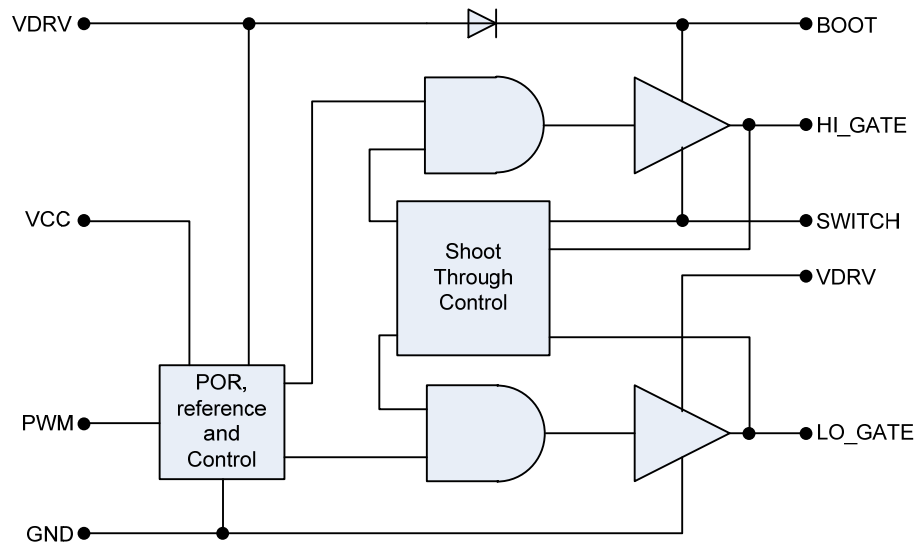 VDRV
BOOT
HI_GATE
VCC
SWITCH
Shoot
Through
Control
VDRV
POR,
reference
and
Control
PWM
LO_GATE
GND